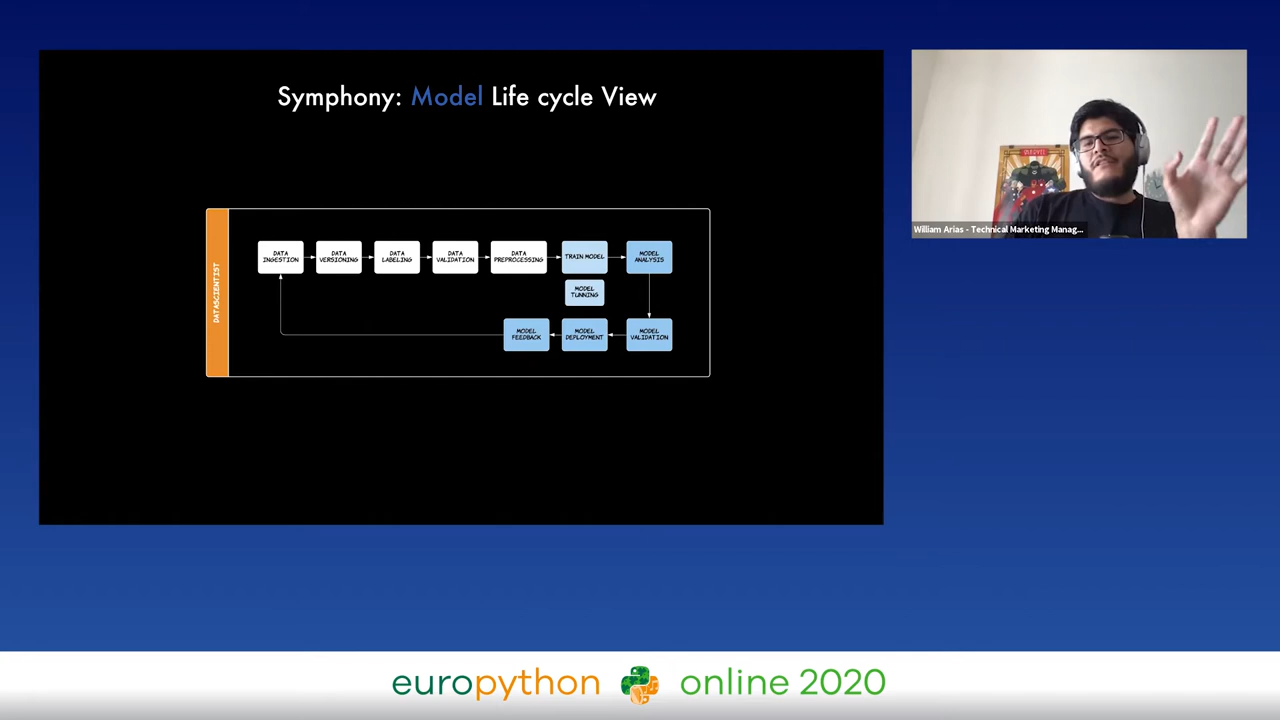 Symphony: Model Life cycle View
DATASCIENTIST
DATA
INGESTION
DATA
VERSIONING
DATA
LABELING
DATA
VALIDATION
DATA
PREPROCESSING
TRAIN MODEL
MODEL
ANALYSIS
MODEL
TUNNING
MODEL
FEEDBACK
MODEL
DEPLOYMENT
MODEL
VALIDATION
MARVEL
William Arias - Technical Marketing Manag...
europython online 2020